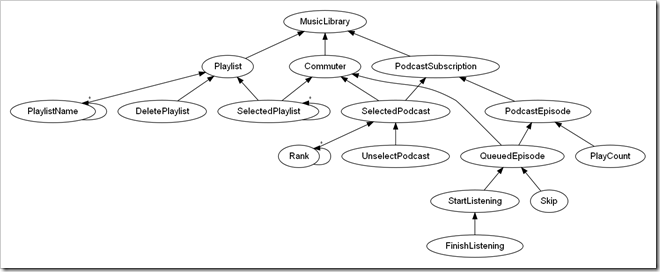 MusicLibrary
Playlist
Commuter
PodcastSubscription
PlaylistName
*
DeletePlaylist
SelectedPlaylist
*
SelectedPodcast
PodcastEpisode
Rank
*
UnselectPodcast
QueuedEpisode
PlayCount
StartListening
Skip
FinishListening